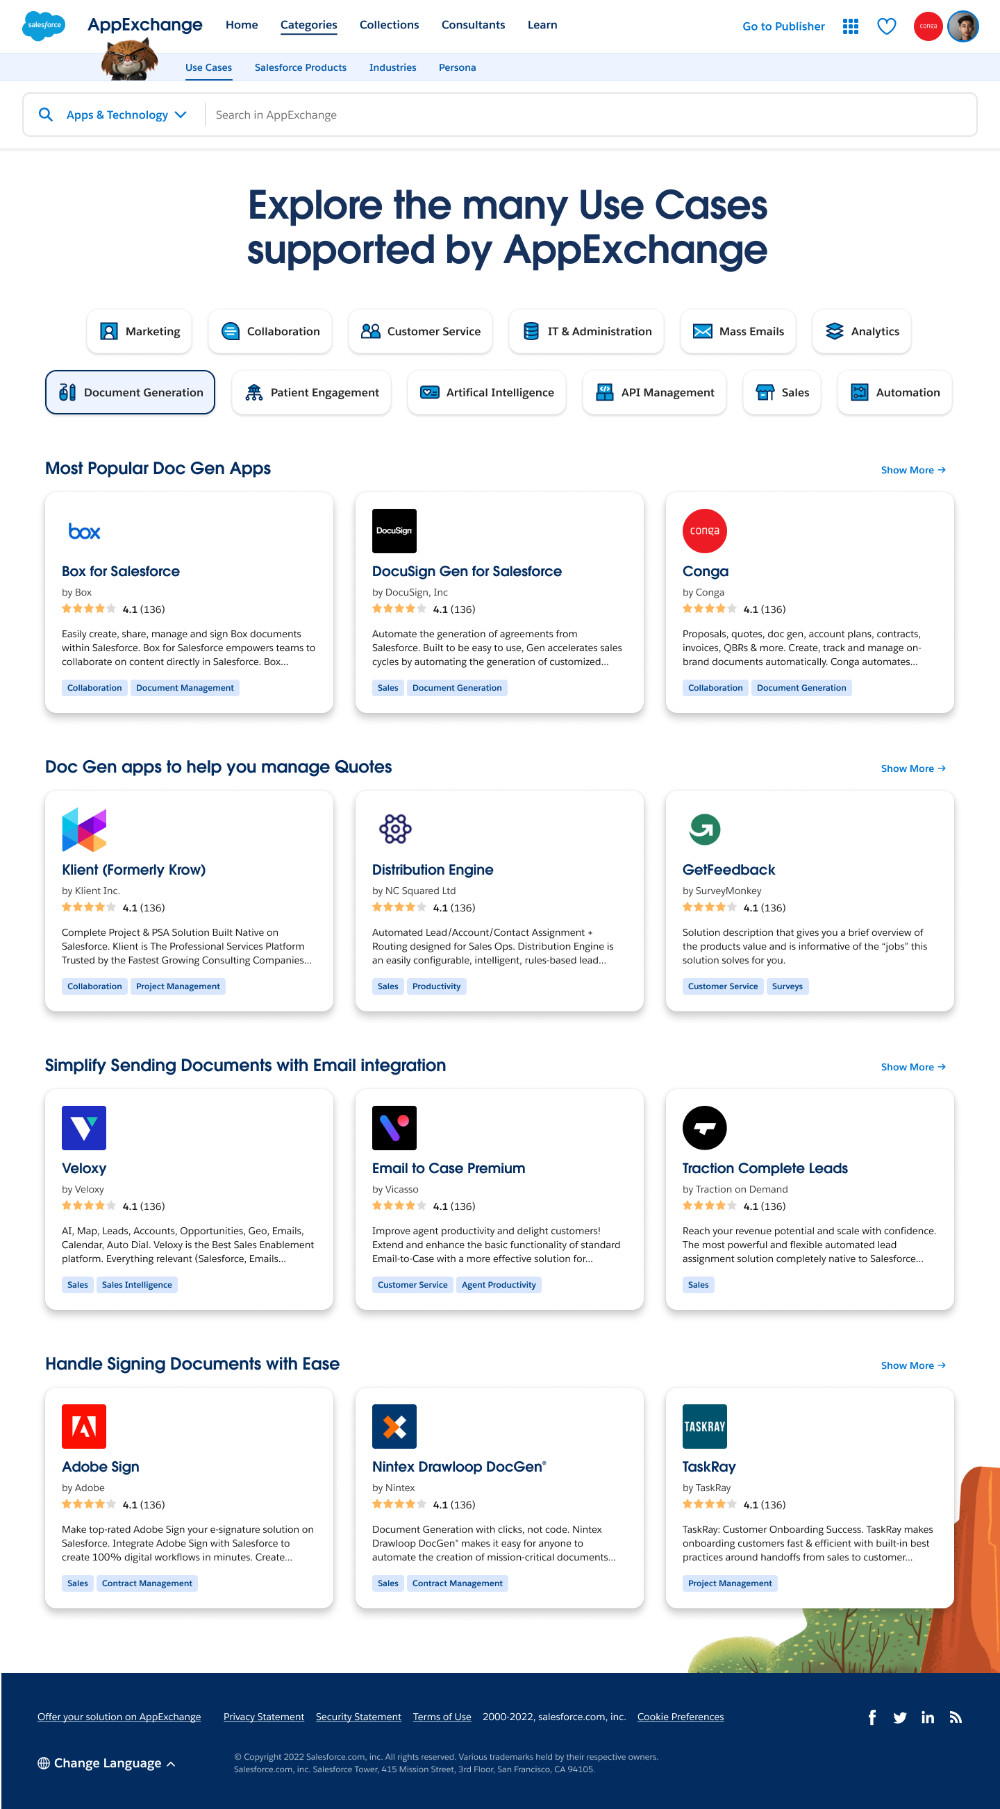 salesforce
AppExchange
Home
Categories
Collections
Consultants
Learn
Go to Publisher
conga
Use Cases
Salesforce Products
Industries
Persona
Apps & Technology
Search in AppExchange
Explore the many Use Cases
supported by AppExchange
Marketing
Collaboration
Customer Service
IT & Administration
Mass Emails
Analytics
Document Generation
Patient Engagement
Artifical Intelligence
API Management
Sales
Automation
Most Popular Doc Gen Apps
Show More →
box
Box for Salesforce
by Box
4.1 (136)
Easily create, share, manage and sign Box documents
within Salesforce. Box for Salesforce empowers teams to
collaborate on content directly in Salesforce. Box...
Collaboration
Document Management
DocuSign
DocuSign Gen for Salesforce
by DocuSign, Inc
4.1 (136)
Automate the generation of agreements from
Salesforce. Built to be easy to use, Gen accelerates sales
cycles by automating the generation of customized...
Sales
Document Generation
conga
Conga
by Conga
4.1 (136)
Proposals, quotes, doc gen, account plans, contracts,
invoices, QBRs & more. Create, track and manage on-
brand documents automatically. Conga automates...
Collaboration
Document Generation
Doc Gen apps to help you manage Quotes
Show More →
Klient (Formerly Krow)
by Klient Inc.
4.1 (136)
Complete Project & PSA Solution Built Native on
Salesforce. Klient is The Professional Services Platform
Trusted by the Fastest Growing Consulting Companies...
Collaboration
Project Management
Distribution Engine
by NC Squared Ltd
4.1 (136)
Automated Lead/Account/Contact Assignment +
Routing designed for Sales Ops. Distribution Engine is
an easily configurable, intelligent, rules-based lead...
Sales
Productivity
GetFeedback
by SurveyMonkey
4.1 (136)
Solution description that gives you a brief overview of
the products value and is informative of the “jobs” this
solution solves for you.
Customer Service
Surveys
Simplify Sending Documents with Email integration
Show More →
Veloxy
by Veloxy
4.1 (136)
AI, Map, Leads, Accounts, Opportunities, Geo, Emails,
Calendar, Auto Dial. Veloxy is the Best Sales Enablement
platform. Everything relevant (Salesforce, Emails...
Sales
Sales Intelligence
Email to Case Premium
by Vicasso
4.1 (136)
Improve agent productivity and delight customers!
Extend and enhance the basic functionality of standard
Email-to-Case with a more effective solution for...
Customer Service
Agent Productivity
Traction Complete Leads
by Traction on Demand
4.1 (136)
Reach your revenue potential and scale with confidence.
The most powerful and flexible automated lead
assignment solution completely native to Salesforce...
Sales
Handle Signing Documents with Ease
Show More →
Adobe Sign
by Adobe
4.1 (136)
Make top-rated Adobe Sign your e-signature solution on
Salesforce. Integrate Adobe Sign with Salesforce to
create 100% digital workflows in minutes. Create...
Sales
Contract Management
Nintex Drawloop DocGen®
by Nintex
4.1 (136)
Document Generation with clicks, not code. Nintex
Drawloop DocGen® makes it easy for anyone to
automate the creation of mission-critical documents...
Sales
Contract Management
TASKRAY
TaskRay
by TaskRay
4.1 (136)
TaskRay: Customer Onboarding Success. TaskRay makes
onboarding customers fast & efficient with built-in best
practices around handoffs from sales to customer...
Project Management
Offer your solution on AppExchange
Privacy Statement
Security Statement
Terms of Use
2000-2022, salesforce.com, inc.
Cookie Preferences
Change Language
© Copyright 2022 Salesforce.com, inc. All rights reserved. Various trademarks held by their respective owners.
Salesforce.com, inc. Salesforce Tower, 415 Mission Street, 3rd Floor, San Francisco, CA 94105.